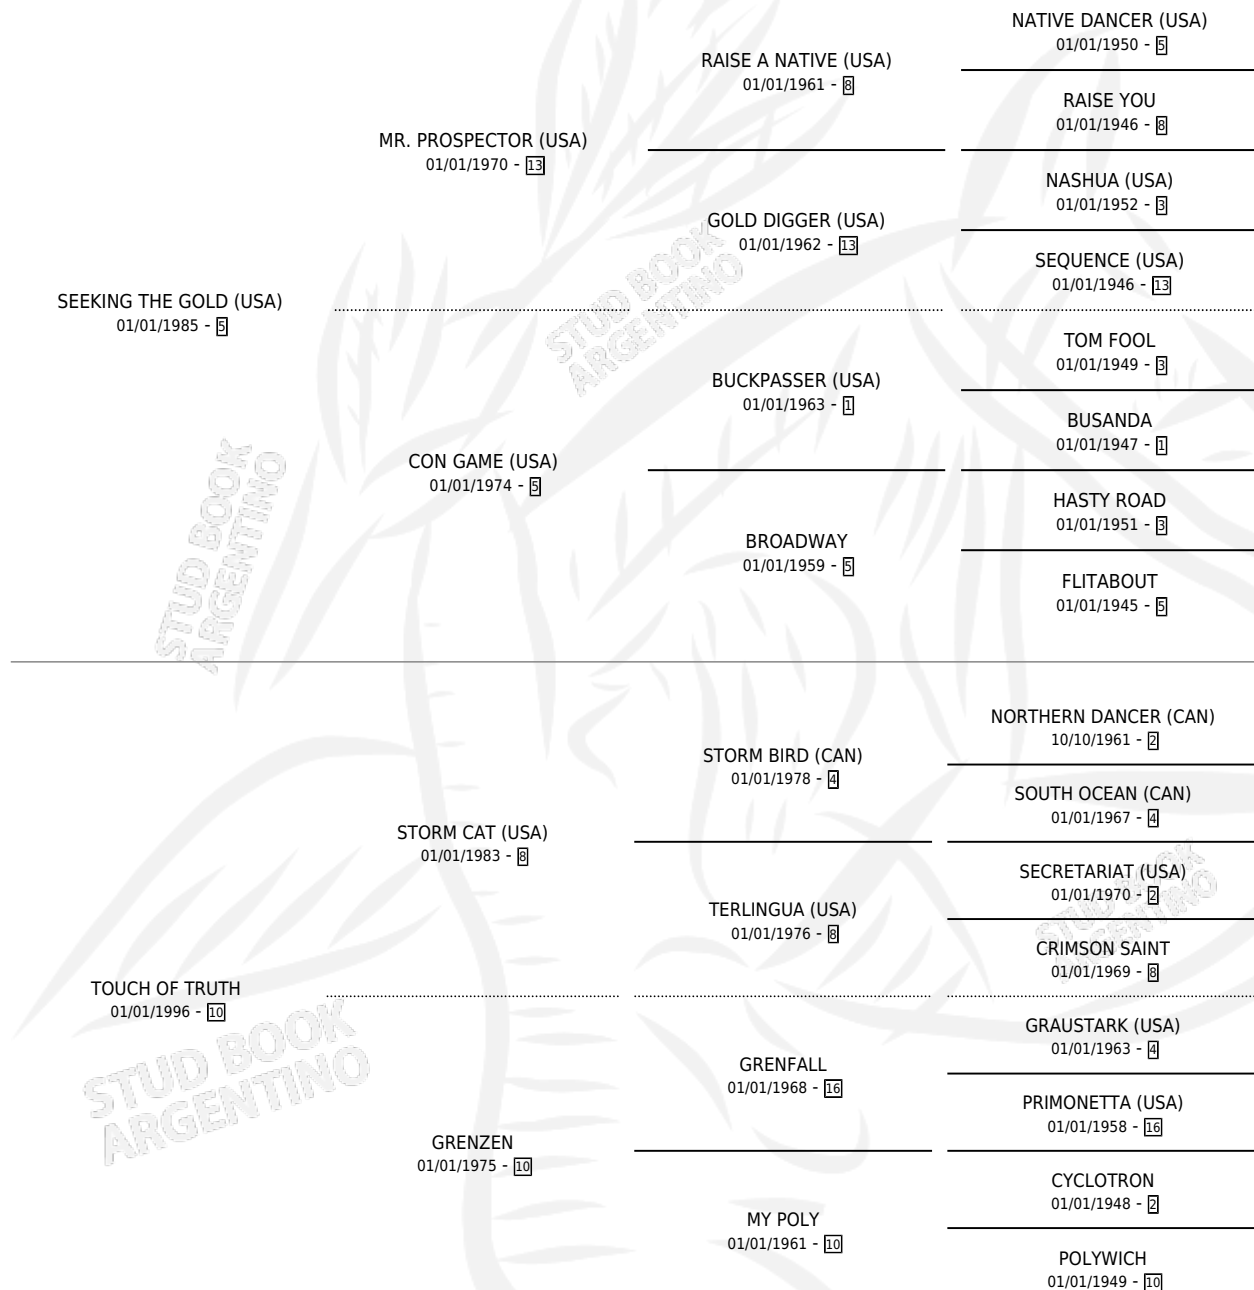 NATIVE DANCER (USA)
01/01/1950 - 5
RAISE A NATIVE (USA)
01/01/1961 - 8
RAISE YOU
01/01/1946 - 8
MR. PROSPECTOR (USA)
01/01/1970 - 13
NASHUA (USA)
01/01/1952 - 3
GOLD DIGGER (USA)
01/01/1962 - 13
SEQUENCE (USA)
01/01/1946 - 13
SEEKING THE GOLD (USA)
01/01/1985 - 5
STUD BOOK
ARGENTINO
TOM FOOL
01/01/1949 - 3
BUCKPASSER (USA)
01/01/1963 - 1
BUSANDA
01/01/1947 - 1
CON GAME (USA)
01/01/1974 - 5
HASTY ROAD
01/01/1951 - 3
BROADWAY
01/01/1959 - 5
FLITABOUT
01/01/1945 - 5
STUD BOOK
ARGENTINO
NORTHERN DANCER (CAN)
10/10/1961 - 2
STORM BIRD (CAN)
01/01/1978 - 4
SOUTH OCEAN (CAN)
01/01/1967 - 4
STORM CAT (USA)
01/01/1983 - 8
SECRETARIAT (USA)
01/01/1970 - 2
TERLINGUA (USA)
01/01/1976 - 8
CRIMSON SAINT
01/01/1969 - 8
STUD BOOK
ARGENTINO
TOUCH OF TRUTH
01/01/1996 - 10
GRAUSTARK (USA)
01/01/1963 - 4
GRENFALL
01/01/1968 - 16
PRIMONETTA (USA)
01/01/1958 - 16
STUD BOOK
ARGENTINO
GRENZEN
01/01/1975 - 10
CYCLOTRON
01/01/1948 - 2
MY POLY
01/01/1961 - 10
POLYWICH
01/01/1949 - 10